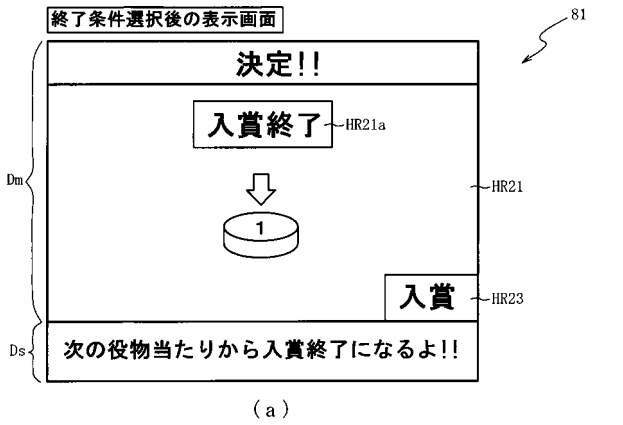 終了条件選択後の表示画面
81
決定!!
入賞終了
HR21a
Dm
HR21
1
入賞
HR23
Ds
次の役物当たりから入賞終了になるよ!!
(a)